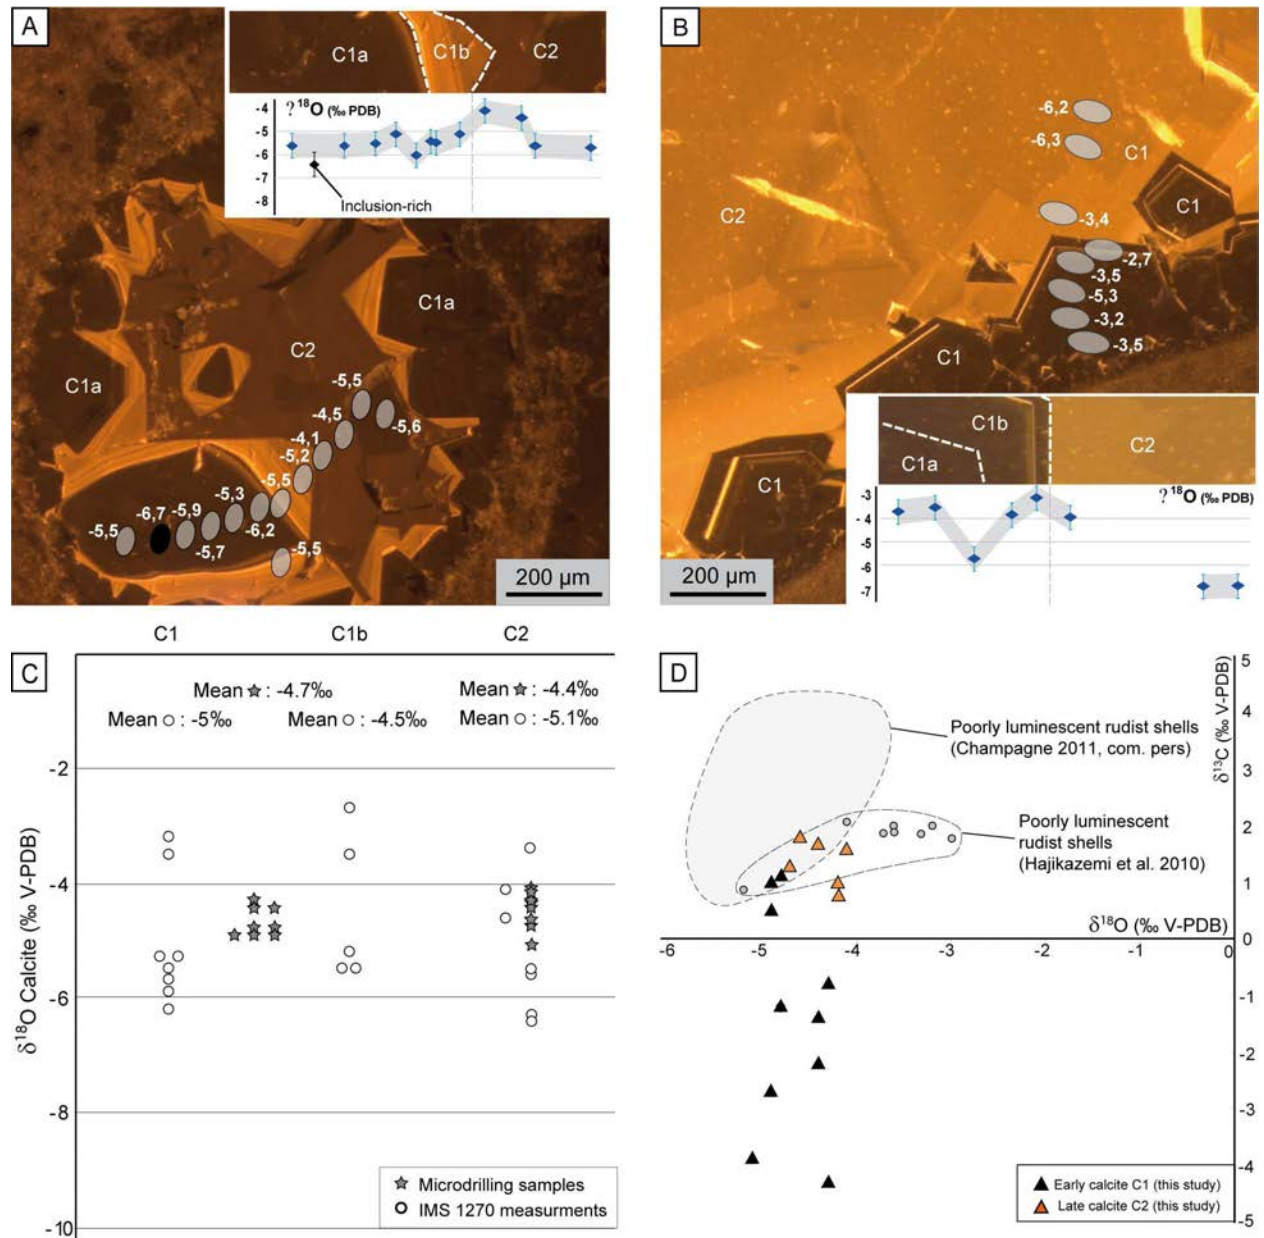 A
C1a
C1b
C2
? 18O (‰ PDB)
-4
-5
-6
-7
-8
Inclusion-rich
C1a
C2
C1a
-5,5
-4,5
-5,6
-4,1
-5,2
-5,5
-5,3
-6,2
-5,9
-5,7
-6,7
-5,5
-5,5
200 µm
B
-6,2
-6,3
C1
C1
C2
-3,4
-2,7
-3,5
-5,3
-3,2
-3,5
C1
C1
C1b
C1a
C2
? 18O (‰ PDB)
-3
-4
-5
-6
-7
200 µm
C1
C1b
C2
C
Mean ★ : -4.7‰
Mean ★ : -4.4‰
Mean ○ : -5‰
Mean ○ : -4.5‰
Mean ○ : -5.1‰
δ18O Calcite (‰ V-PDB)
-2
-4
-6
-8
-10
Microdrilling samples
IMS 1270 measurments
D
δ13C (‰ V-PDB)
5
4
3
2
1
0
-1
-2
-3
-4
-5
Poorly luminescent rudist shells
(Champagne 2011, com. pers)
Poorly luminescent
rudist shells
(Hajikazemi et al. 2010)
δ18O (‰ V-PDB)
-6
-5
-4
-3
-2
-1
0
Early calcite C1 (this study)
Late calcite C2 (this study)